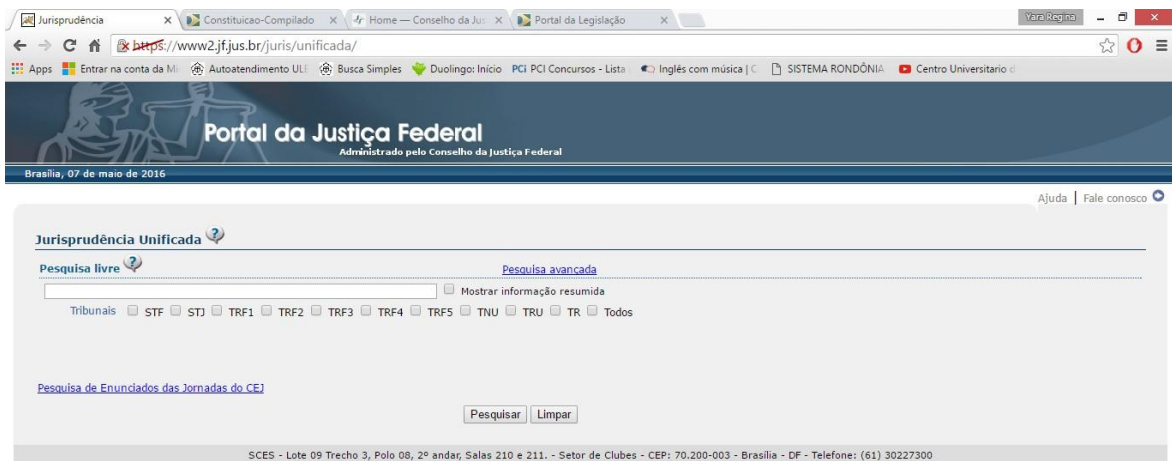 Jurisprudência Constituicao-Compilado Home — Conselho da Jus Portal da Legislação Yara Regina
https://www2.jf.jus.br/juris/unificada/
Apps Entrar na conta da Mi Autoatendimento ULE Busca Simples Duolingo: Início PCI PCI Concursos - Lista Inglês com música | C SISTEMA RONDÔNIA Centro Universitario d
Portal da Justiça Federal
Administrado pelo Conselho da Justiça Federal
Brasília, 07 de maio de 2016
Ajuda | Fale conosco
Jurisprudência Unificada ?
Pesquisa livre ? Pesquisa avancada
Mostrar informação resumida
Tribunais STF STJ TRF1 TRF2 TRF3 TRF4 TRF5 TNU TRU TR Todos
Pesquisa de Enunciados das Jornadas do CEJ
Pesquisar Limpar
SCES - Lote 09 Trecho 3, Polo 08, 2º andar, Salas 210 e 211. - Setor de Clubes - CEP: 70.200-003 - Brasília - DF - Telefone: (61) 30227300